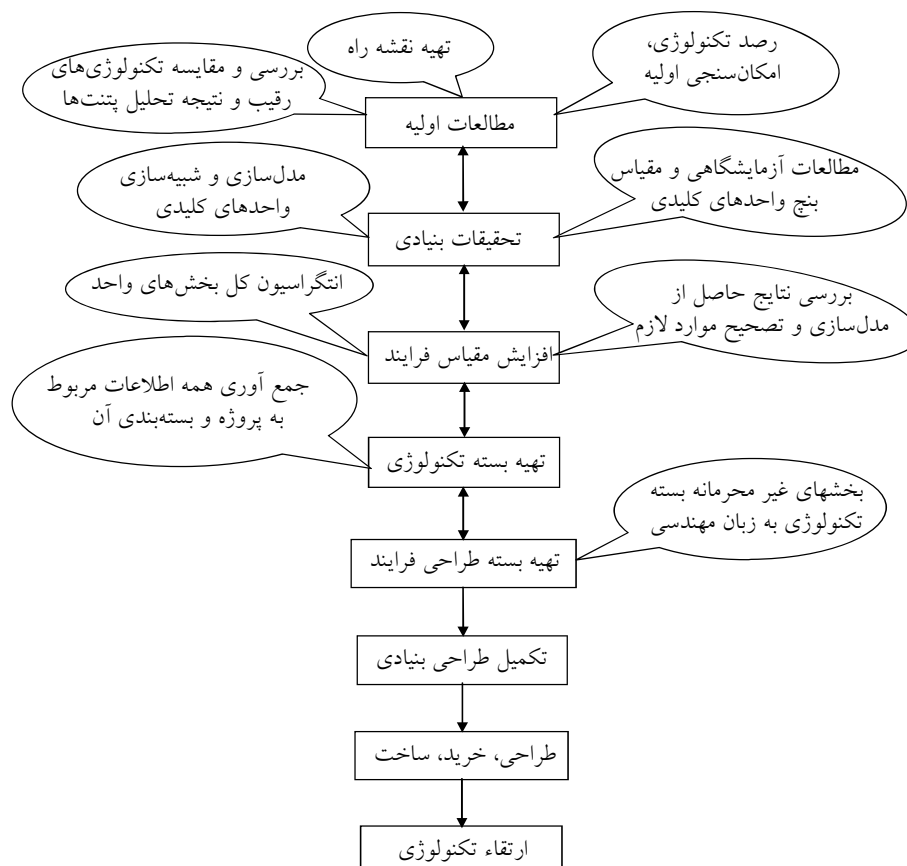 تهیه نقشه راه
رصد تکنولوژی،
امکان‌سنجی اولیه
بررسی و مقایسه تکنولوژی‌های
رقیب و نتیجه تحلیل پتنت‌ها
مطالعات اولیه
مطالعات آزمایشگاهی و مقیاس
بنچ واحدهای کلیدی
مدل‌سازی و شبیه‌سازی
واحدهای کلیدی
تحقیقات بنیادی
بررسی نتایج حاصل از
مدل‌سازی و تصحیح موارد لازم
انتگراسیون کل بخش‌های واحد
افزایش مقیاس فرایند
جمع آوری همه اطلاعات مربوط
به پروژه و بسته‌بندی آن
تهیه بسته تکنولوژی
بخشهای غیر محرمانه بسته
تکنولوژی به زبان مهندسی
تهیه بسته طراحی فرایند
تکمیل طراحی بنیادی
طراحی، خرید، ساخت
ارتقاء تکنولوژی